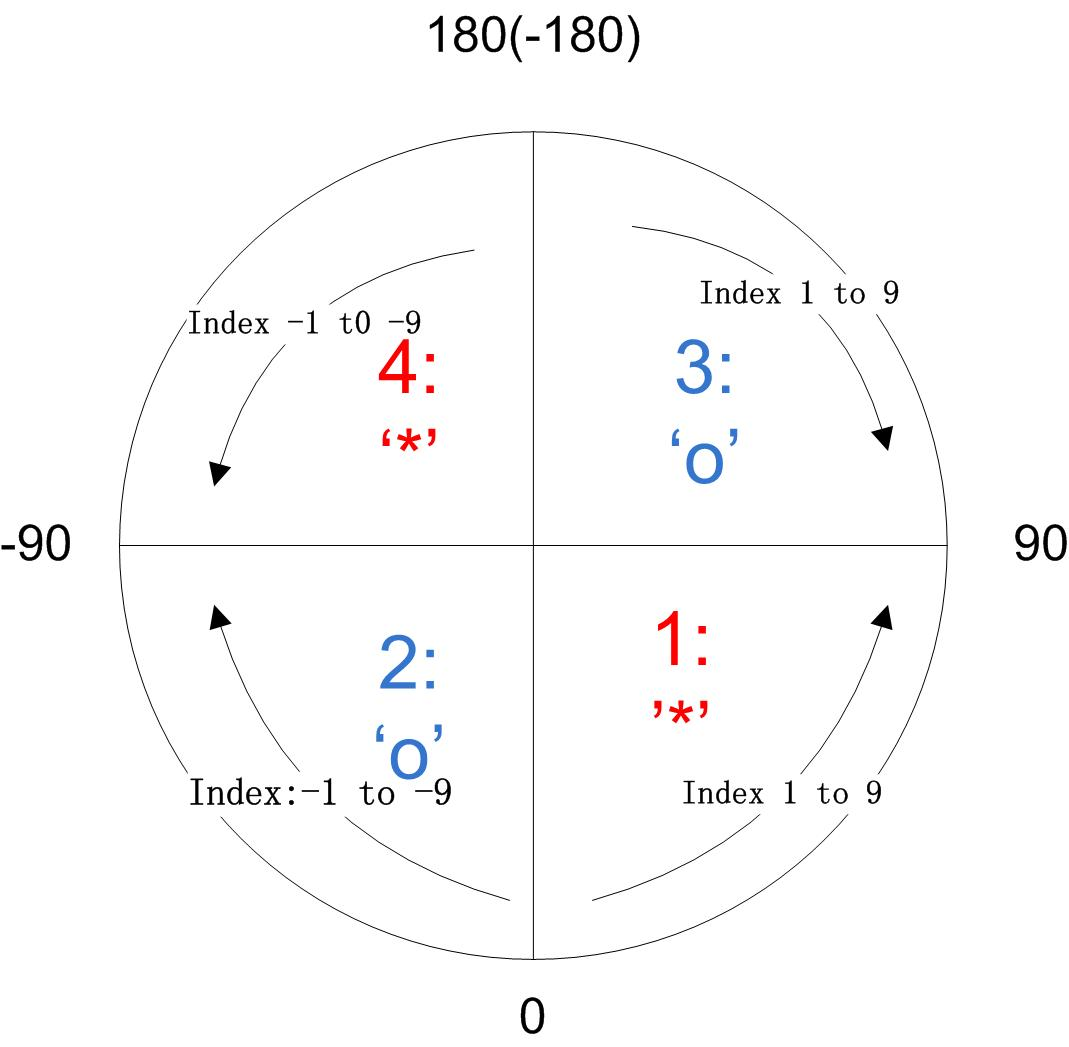 180(-180)
Index 1 to 9
Index -1 t0 -9
4:
‘*’
3:
‘o’
-90
90
2:
‘o’
1:
’*’
Index:-1 to -9
Index 1 to 9
0